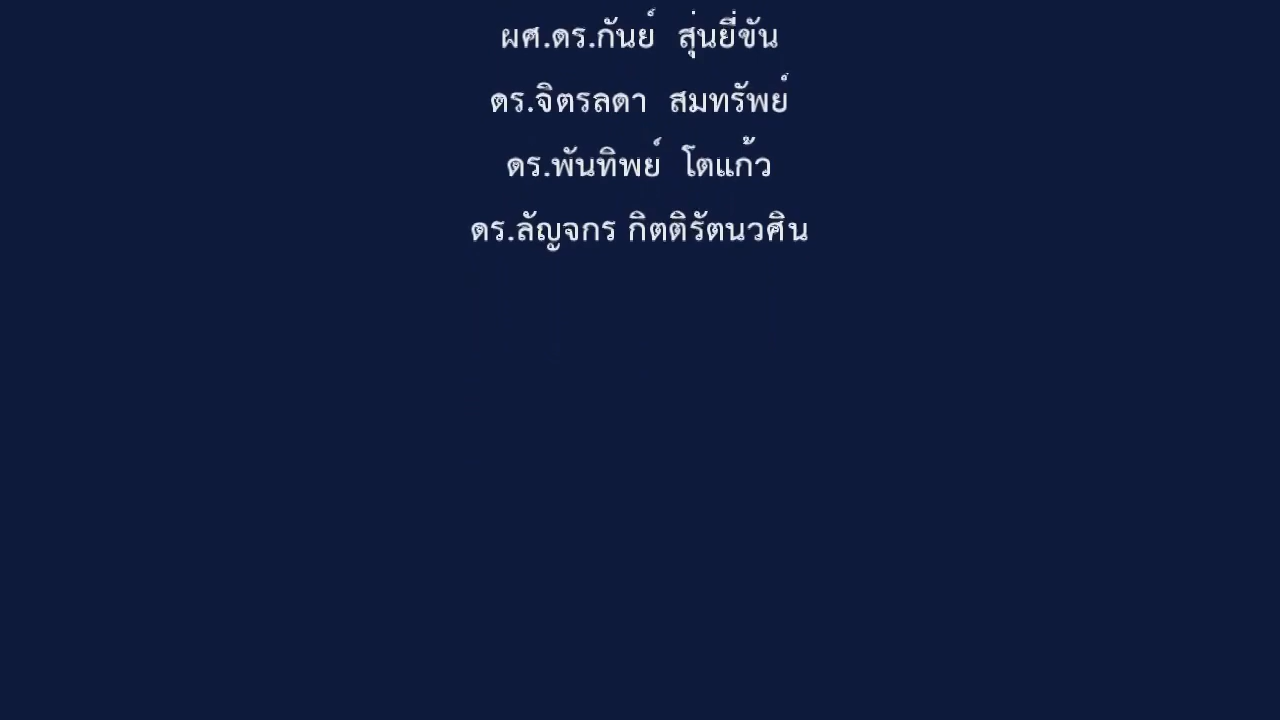 ผศ.ดร.กันย์ สุ่นยี่ขัน
ดร.จิตรลดา สมทรัพย์
ดร.พันทิพย์ โตแก้ว
ดร.ลัญจกร กิตติรัตนวศิน